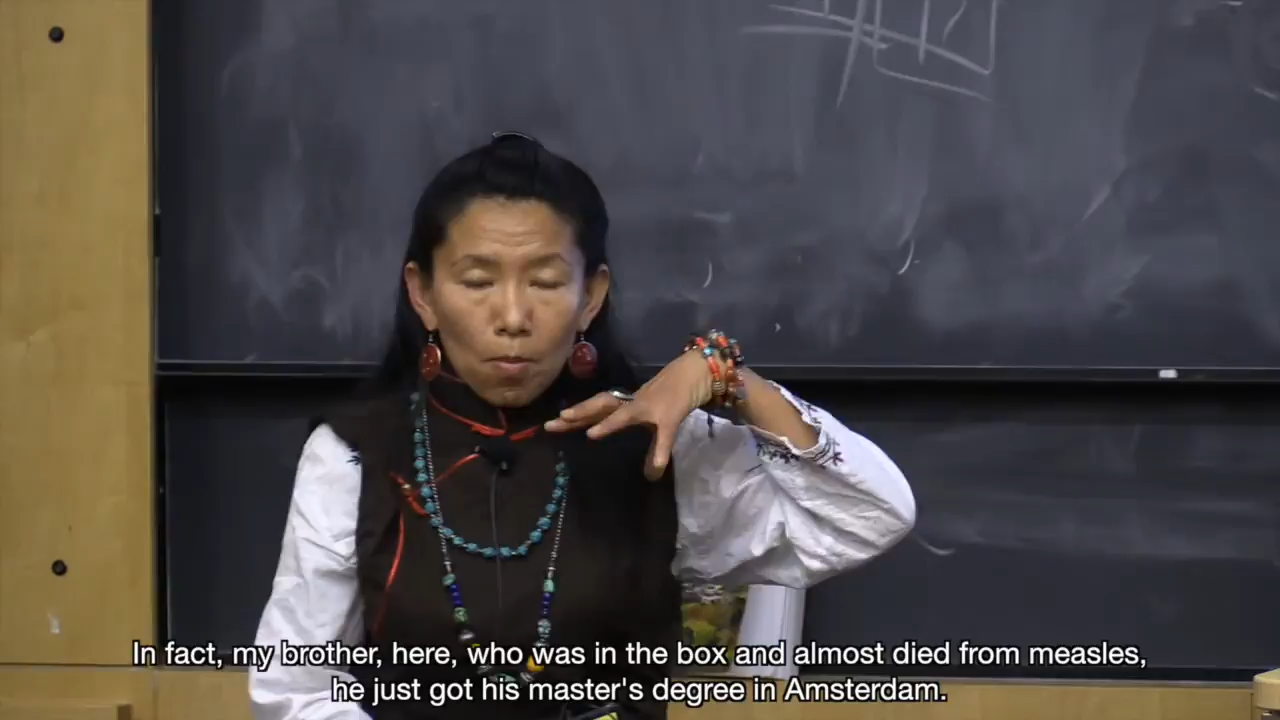 In fact, my brother, here, who was in the box and almost died from measles,
he just got his master's degree in Amsterdam.